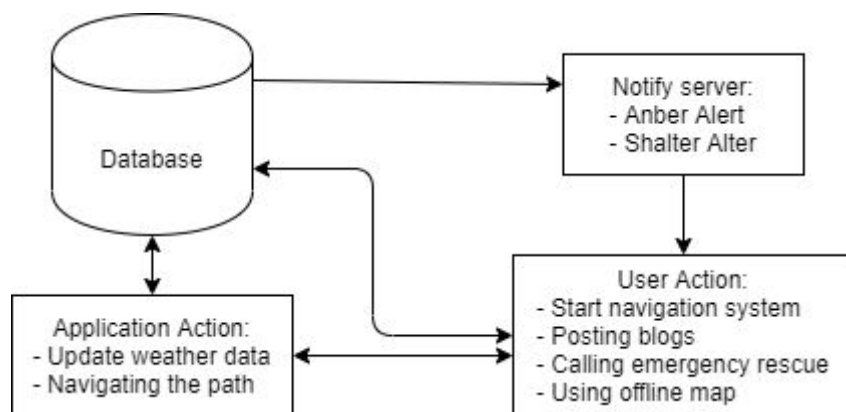 Database
Notify server:
- Anber Alert
- Shalter Alter
Application Action:
- Update weather data
- Navigating the path
User Action:
- Start navigation system
- Posting blogs
- Calling emergency rescue
- Using offline map